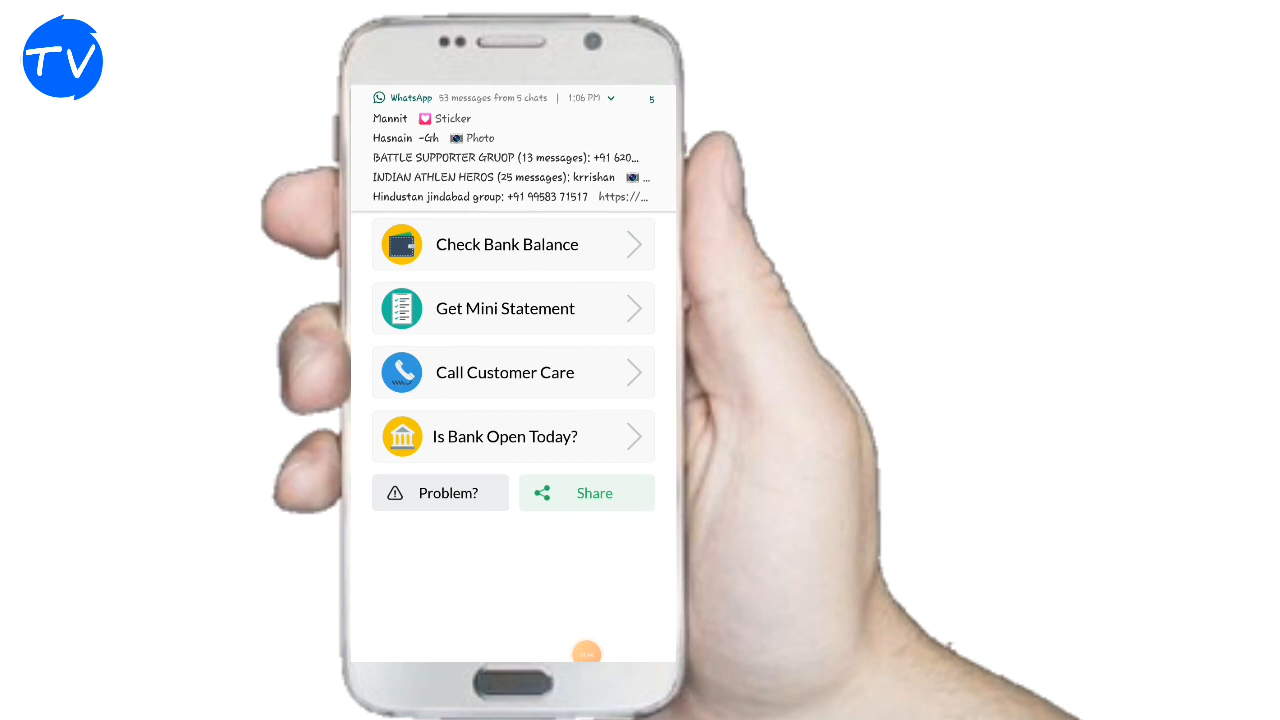 TV
WhatsApp 53 messages from 5 chats | 1:06 PM 5
Mannit Sticker
Hasnain -Gh Photo
BATTLE SUPPORTER GRUOP (13 messages): +91 620...
INDIAN ATHLEN HEROS (25 messages): krrishan ...
Hindustan jindabad group: +91 99583 71517 https://...
Check Bank Balance
Get Mini Statement
Call Customer Care
Is Bank Open Today?
Problem? Share